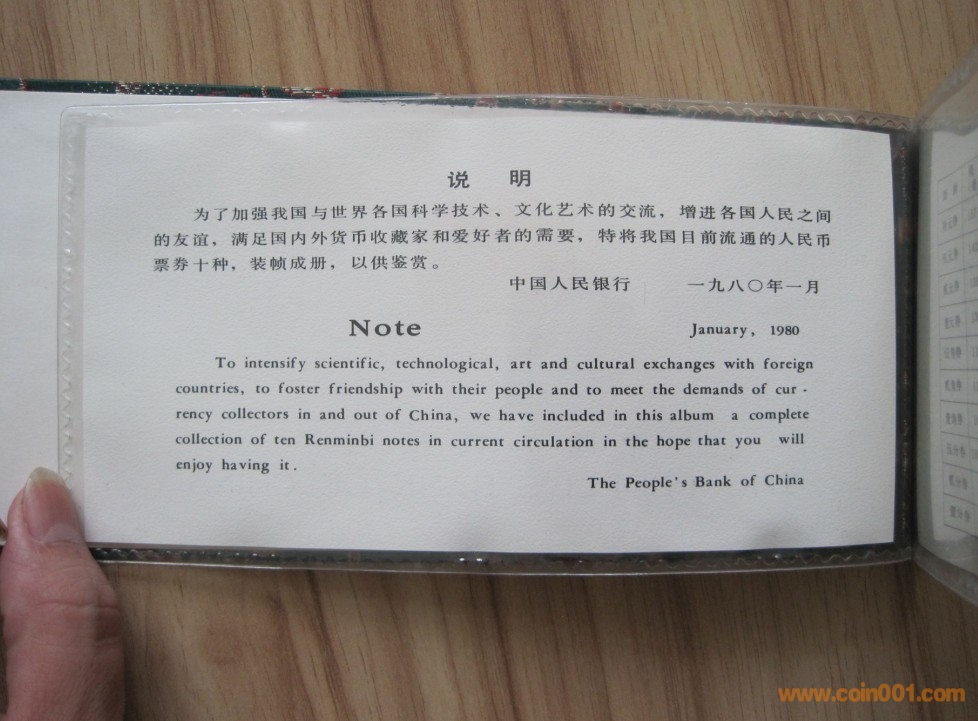 说 明
为了加强我国与世界各国科学技术、文化艺术的交流，增进各国人民之间
的友谊，满足国内外货币收藏家和爱好者的需要，特将我国目前流通的人民币
票券十种，装帧成册，以供鉴赏。
中国人民银行 一九八〇年一月
Note January, 1980
To intensify scientific, technological, art and cultural exchanges with foreign
countries, to foster friendship with their people and to meet the demands of cur-
rency collectors in and out of China, we have included in this album a complete
collection of ten Renminbi notes in current circulation in the hope that you will
enjoy having it.
The People's Bank of China
www.coin001.com